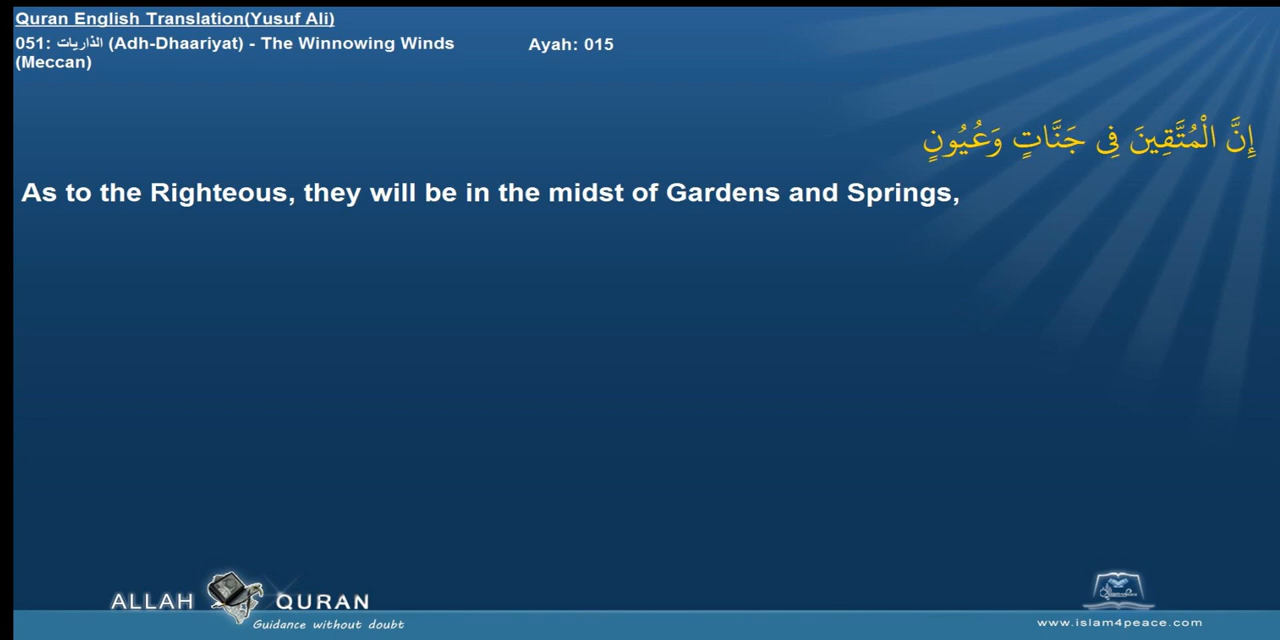 Quran English Translation(Yusuf Ali)
051: الذاريات (Adh-Dhaariyat) - The Winnowing Winds
(Meccan)
Ayah: 015
إِنَّ الْمُتَّقِينَ فِي جَنَّاتٍ وَعُيُونٍ
As to the Righteous, they will be in the midst of Gardens and Springs,
ALLAH QURAN
Guidance without doubt
www.islam4peace.com